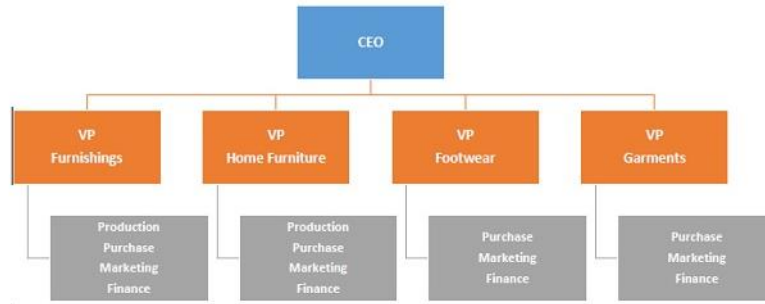 CEO
VP
Furnishings
VP
Home Furniture
VP
Footwear
VP
Garments
Production
Purchase
Marketing
Finance
Production
Purchase
Marketing
Finance
Purchase
Marketing
Finance
Purchase
Marketing
Finance